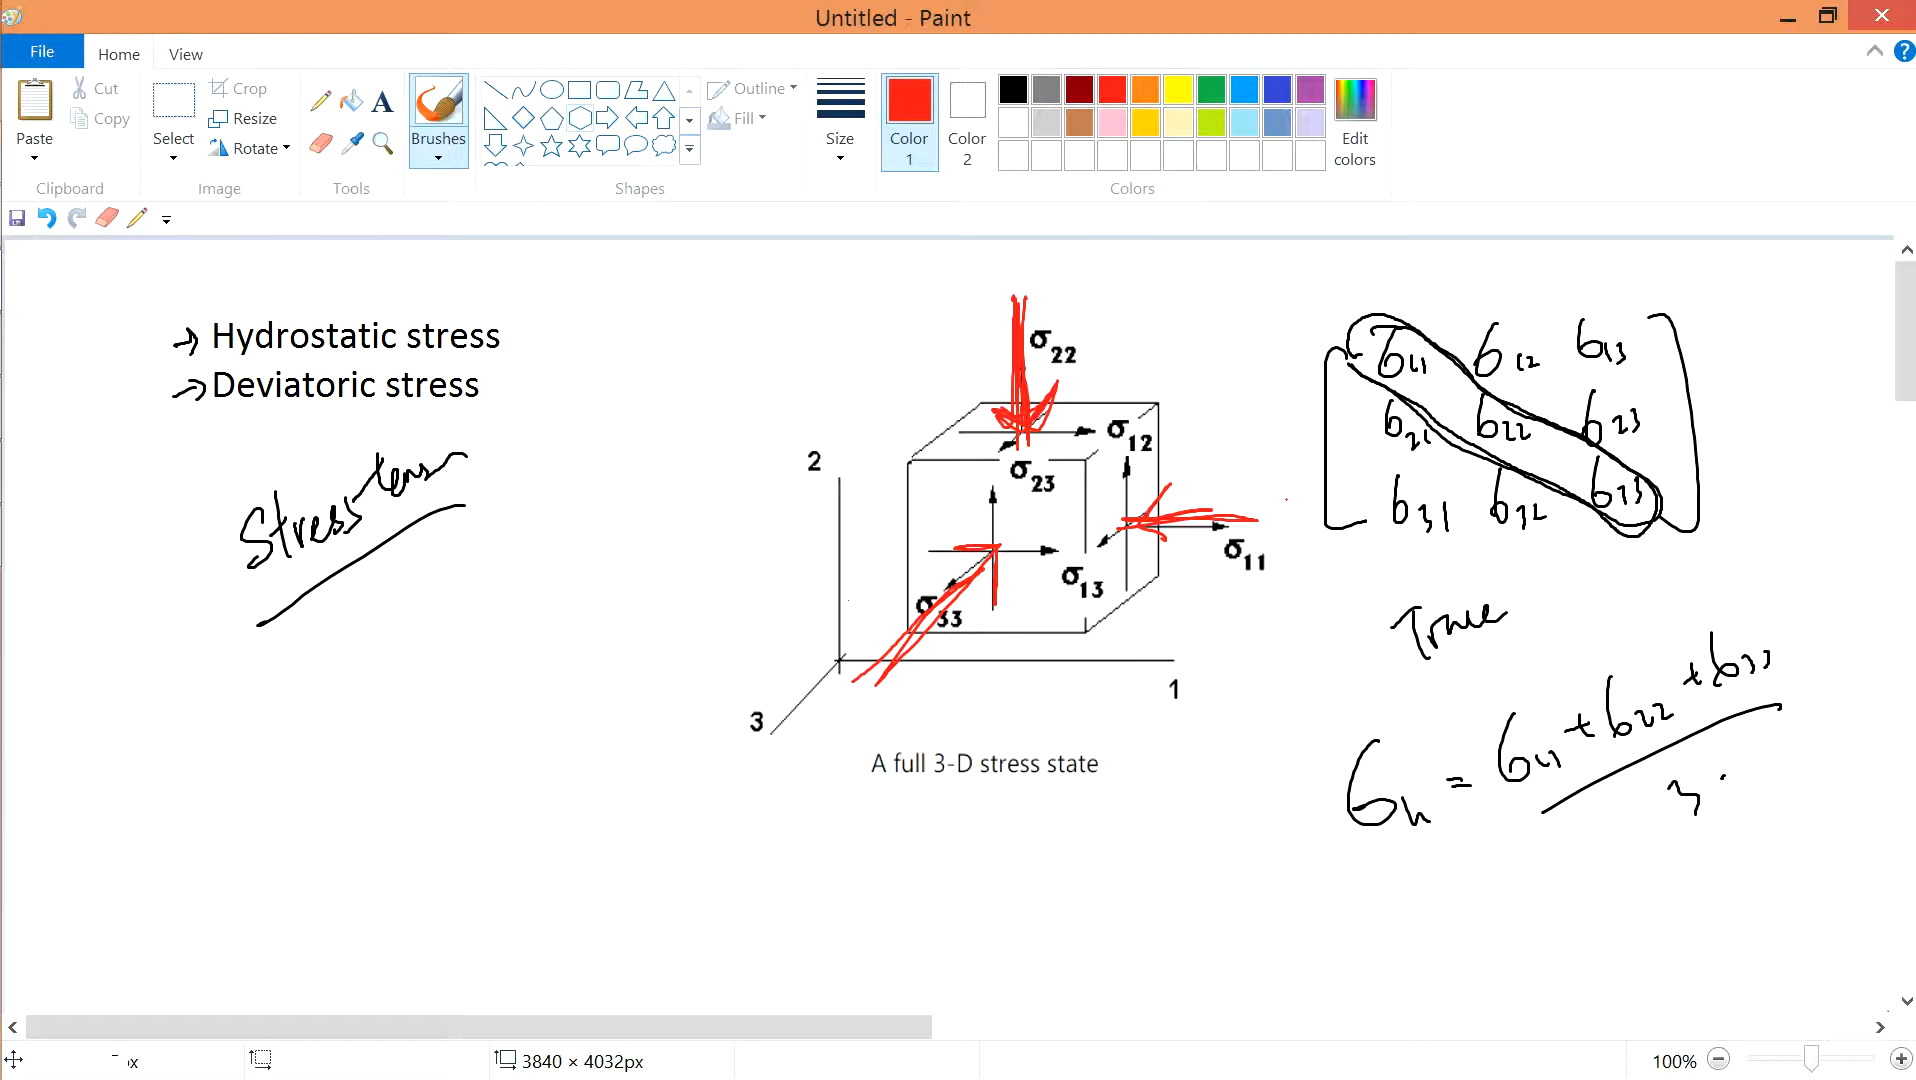 Untitled - Paint
File Home View
Paste
Cut
Copy
Clipboard
Select
Crop
Resize
Rotate
Image
Tools
Brushes
Shapes
Outline
Fill
Size
Color 1
Color 2
Edit colors
Colors
→ Hydrostatic stress
→ Deviatoric stress
Stress tensor
σ22
σ12
σ23
σ11
σ13
σ33
2
1
3
A full 3-D stress state
σ11 σ12 σ13
σ21 σ22 σ23
σ31 σ32 σ33
Trace
σh = σ11 + σ22 + σ33
3
3840 × 4032px
100%